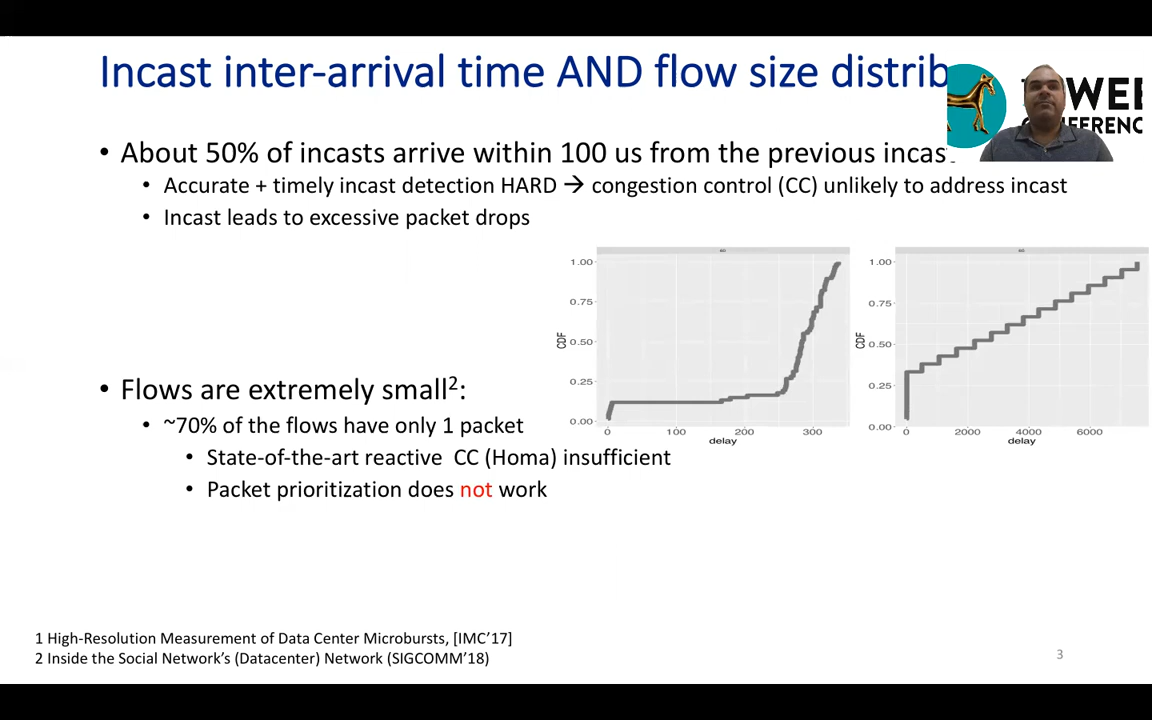 Incast inter-arrival time AND flow size distrib
• About 50% of incasts arrive within 100 us from the previous incast
• Accurate + timely incast detection HARD → congestion control (CC) unlikely to address incast
• Incast leads to excessive packet drops
1.00
0.75
0.50
0.25
0.00
CDF
0 100 200 300
delay
1.00
0.75
0.50
0.25
0.00
CDF
0 2000 4000 6000
delay
• Flows are extremely small2:
• ~70% of the flows have only 1 packet
• State-of-the-art reactive CC (Homa) insufficient
• Packet prioritization does not work
1 High-Resolution Measurement of Data Center Microbursts, [IMC’17]
2 Inside the Social Network’s (Datacenter) Network (SIGCOMM’18)
3